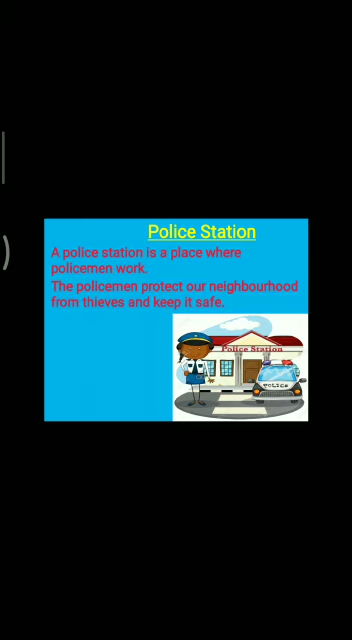 Police Station
A police station is a place where
policemen work.
The policemen protect our neighbourhood
from thieves and keep it safe.
Police Station
POLICE